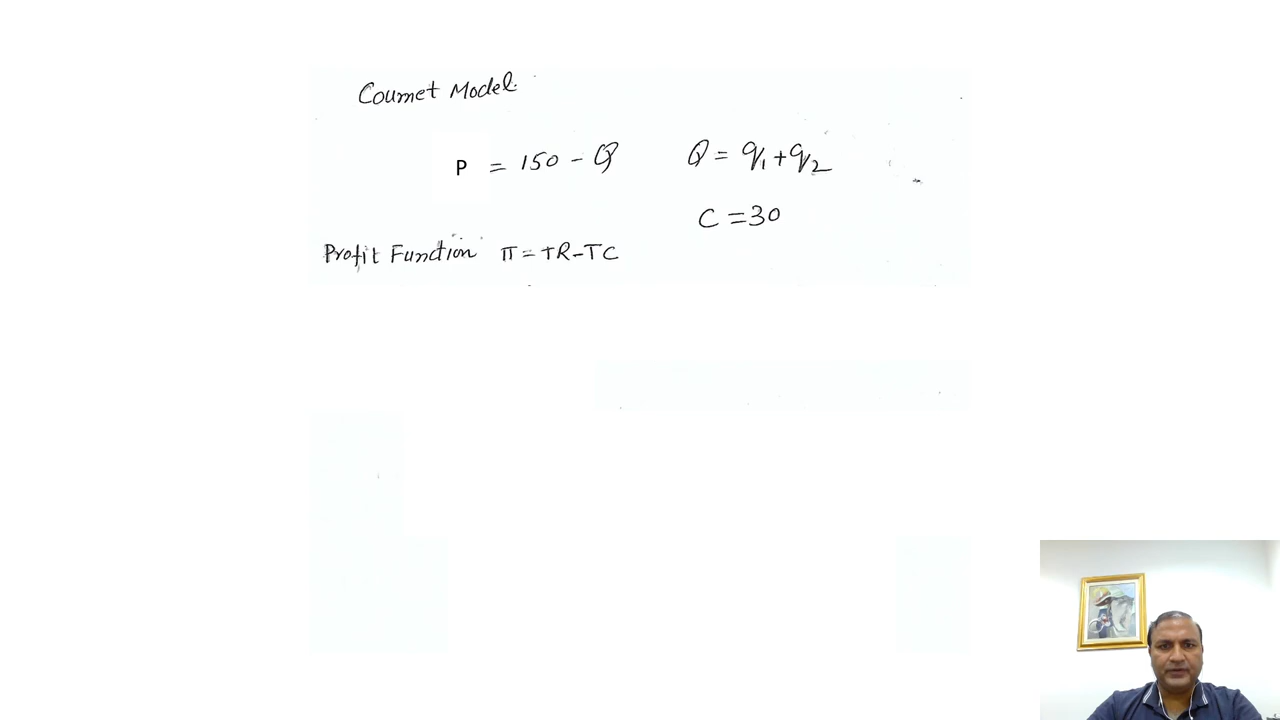 Cournet Model.
P = 150 - Q Q = q1 + q2
C = 30
Profit Function π = TR - TC